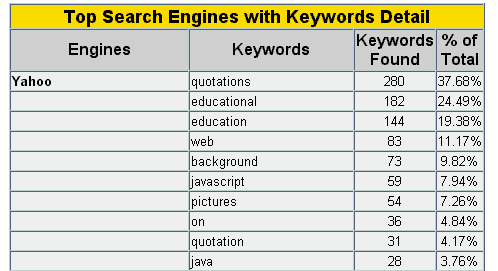 Top Search Engines with Keywords Detail
Engines Keywords Keywords Found % of Total
Yahoo quotations 280 37.68%
educational 182 24.49%
education 144 19.38%
web 83 11.17%
background 73 9.82%
javascript 59 7.94%
pictures 54 7.26%
on 36 4.84%
quotation 31 4.17%
java 28 3.76%